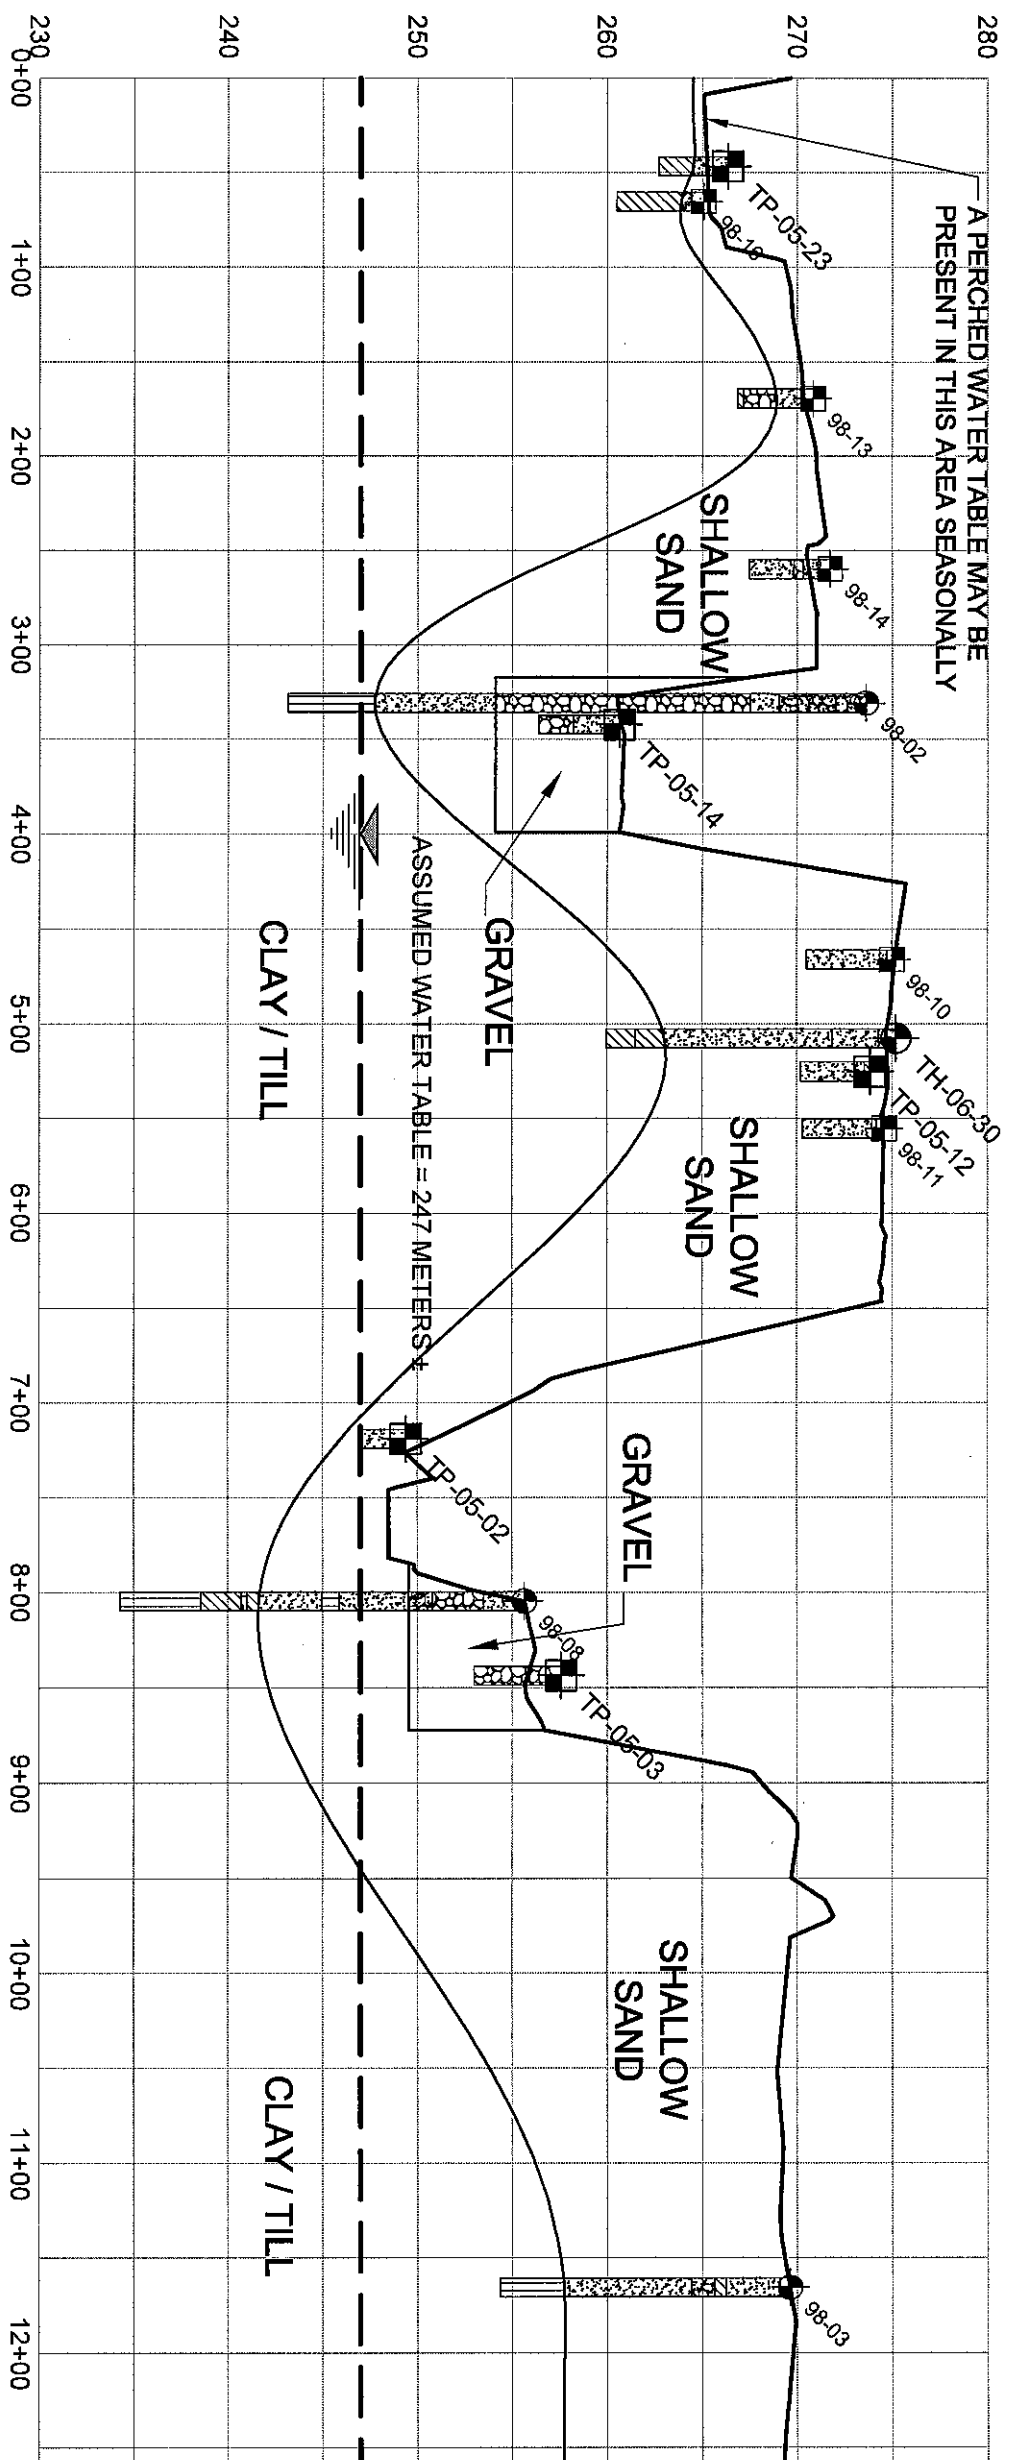 280
270
260
250
240
230
A PERCHED WATER TABLE MAY BE
PRESENT IN THIS AREA SEASONALLY
TP-05-23
98-16
98-13
98-14
98-02
TP-05-14
98-10
TH-06-30
TP-05-12
98-11
TP-05-02
98-08
TP-05-03
98-03
SHALLOW
SAND
SHALLOW
SAND
SHALLOW
SAND
GRAVEL
GRAVEL
ASSUMED WATER TABLE = 247 METERS±
CLAY / TILL
CLAY / TILL
0+00
1+00
2+00
3+00
4+00
5+00
6+00
7+00
8+00
9+00
10+00
11+00
12+00